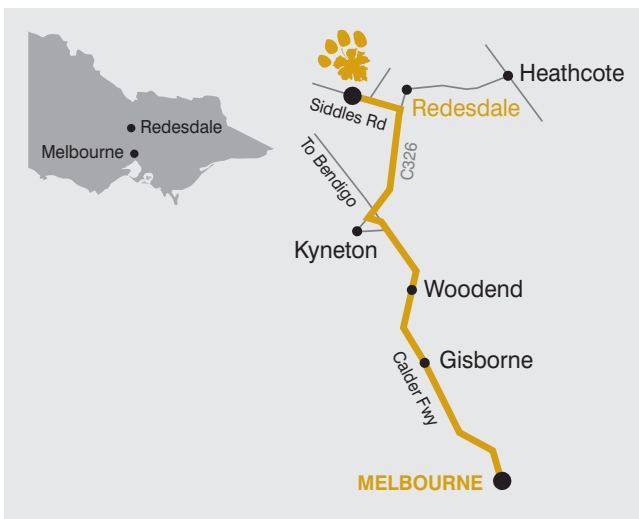 Redesdale
Melbourne
Heathcote
Siddles Rd
Redesdale
C326
To Bendigo
Kyneton
Woodend
Gisborne
Calder Fwy
MELBOURNE